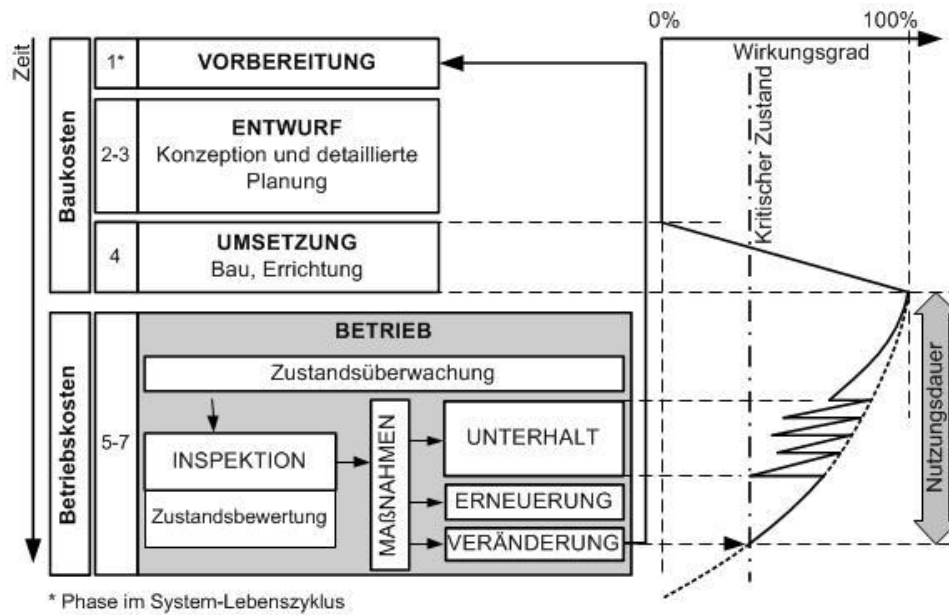 0%
100%
Zeit
Wirkungsgrad
Baukosten
1*
VORBEREITUNG
Kritischer Zustand
2-3
ENTWURF
Konzeption und detaillierte
Planung
4
UMSETZUNG
Bau, Errichtung
Betriebskosten
5-7
BETRIEB
Zustandsüberwachung
INSPEKTION
Zustandsbewertung
MAßNAHMEN
UNTERHALT
ERNEUERUNG
VERÄNDERUNG
Nutzungsdauer
* Phase im System-Lebenszyklus